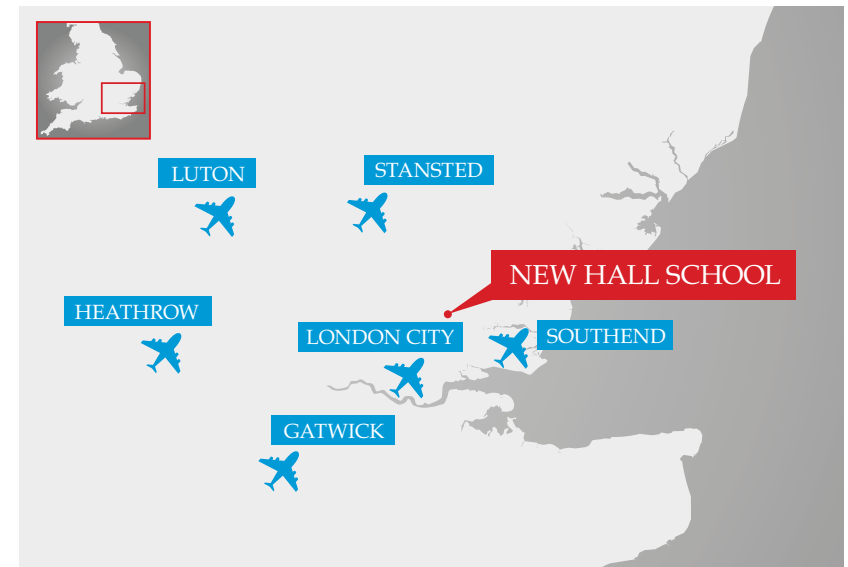 LUTON
STANSTED
NEW HALL SCHOOL
HEATHROW
LONDON CITY
SOUTHEND
GATWICK